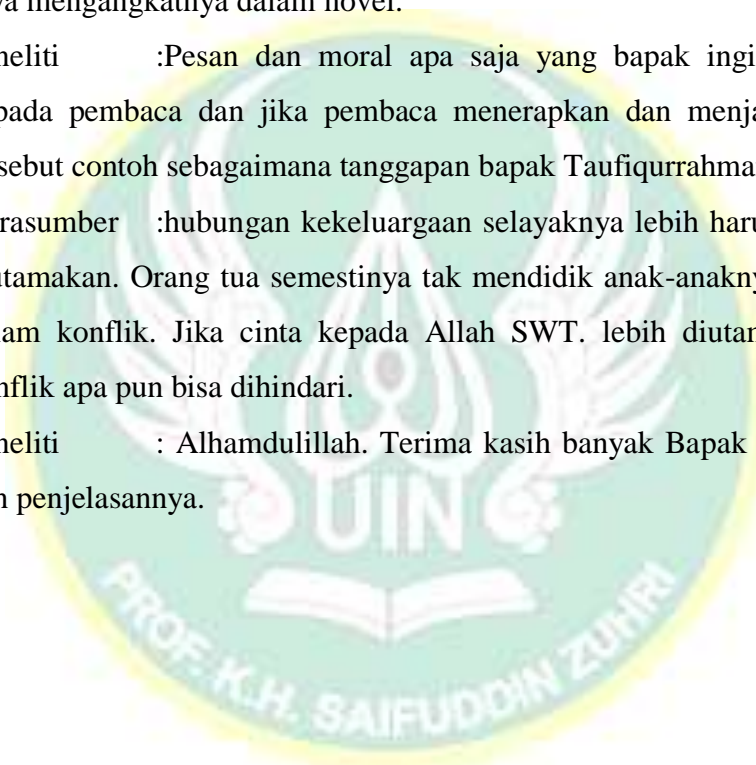 ya mengangkatnya dalam novel.
neliti :Pesan dan moral apa saja yang bapak ingi
pada pembaca dan jika pembaca menerapkan dan menja
sebut contoh sebagaimana tanggapan bapak Taufiqurrahma
rasumber :hubungan kekeluargaan selayaknya lebih haru
utamakan. Orang tua semestinya tak mendidik anak-anakny
lam konflik. Jika cinta kepada Allah SWT. lebih diutan
nflik apa pun bisa dihindari.
neliti : Alhamdulillah. Terima kasih banyak Bapak
n penjelasannya.
UIN
PROF. K.H. SAIFUDDIN ZUHRI